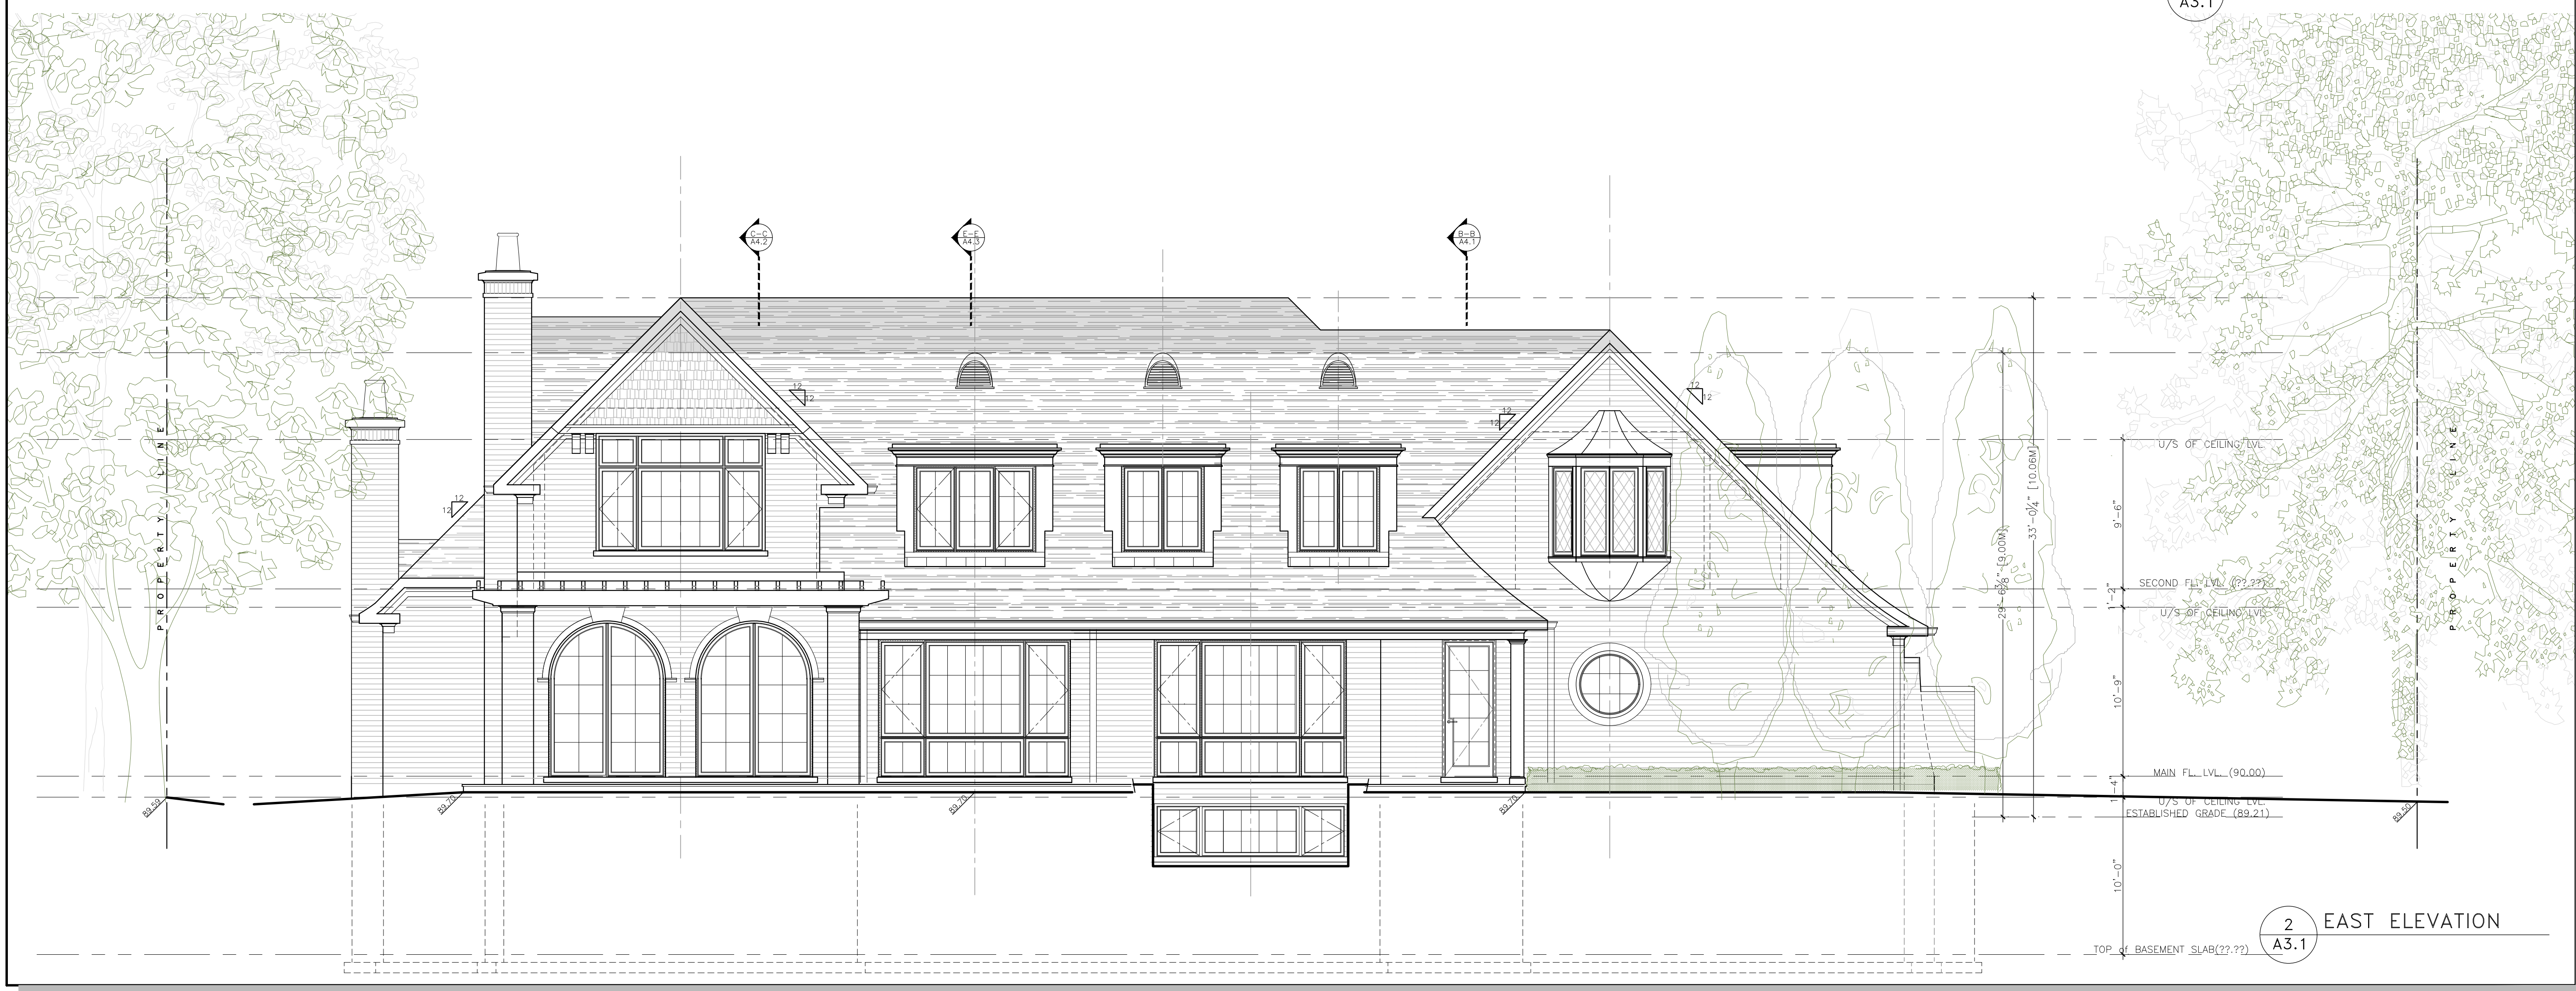 A3.1
C-C
A4.2
E-E
A4.3
B-B
A4.1
12
12
12
12
12
12
12
12
PROPERTY LINE
PROPERTY LINE
U/S OF CEILING LVL.
9'-6"
33'-0¼" [10.06M]
29'-6⅜" [9.00M]
SECOND FL. LVL. (??.??)
1'-2"
U/S OF CEILING LVL.
10'-9"
MAIN FL. LVL. (90.00)
1'-4"
U/S OF CEILING LVL.
ESTABLISHED GRADE (89.21)
89.59
89.70
89.70
89.70
89.50
10'-0"
TOP of BASEMENT SLAB(??.??)
2
A3.1
EAST ELEVATION